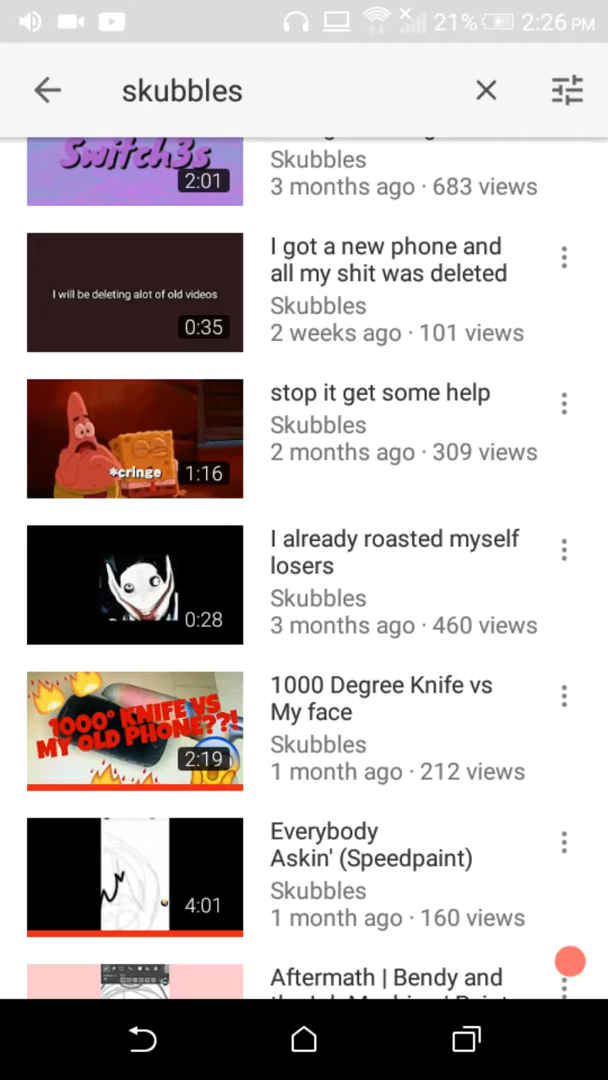 21% 2:26 PM
skubbles
Switch3s
2:01
Skubbles
3 months ago · 683 views
I will be deleting alot of old videos
0:35
I got a new phone and
all my shit was deleted
Skubbles
2 weeks ago · 101 views
*cringe
1:16
stop it get some help
Skubbles
2 months ago · 309 views
0:28
I already roasted myself
losers
Skubbles
3 months ago · 460 views
1000° KNIFE VS
MY OLD PHONE??!
2:19
1000 Degree Knife vs
My face
Skubbles
1 month ago · 212 views
4:01
Everybody
Askin' (Speedpaint)
Skubbles
1 month ago · 160 views
Aftermath | Bendy and